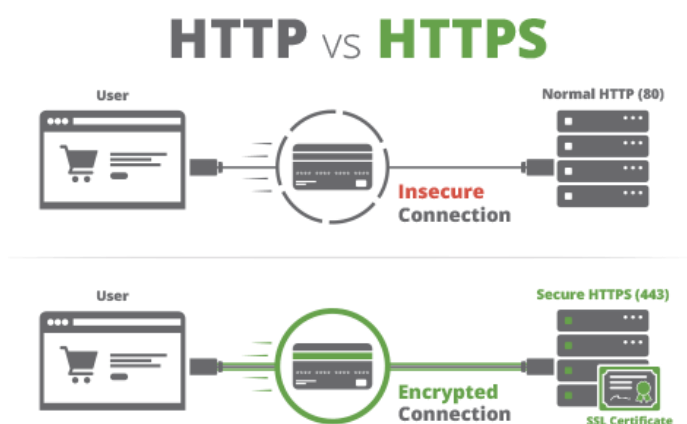 HTTP vs HTTPS
User
Normal HTTP (80)
Insecure
Connection
User
Secure HTTPS (443)
Encrypted
Connection
SSL Certificate